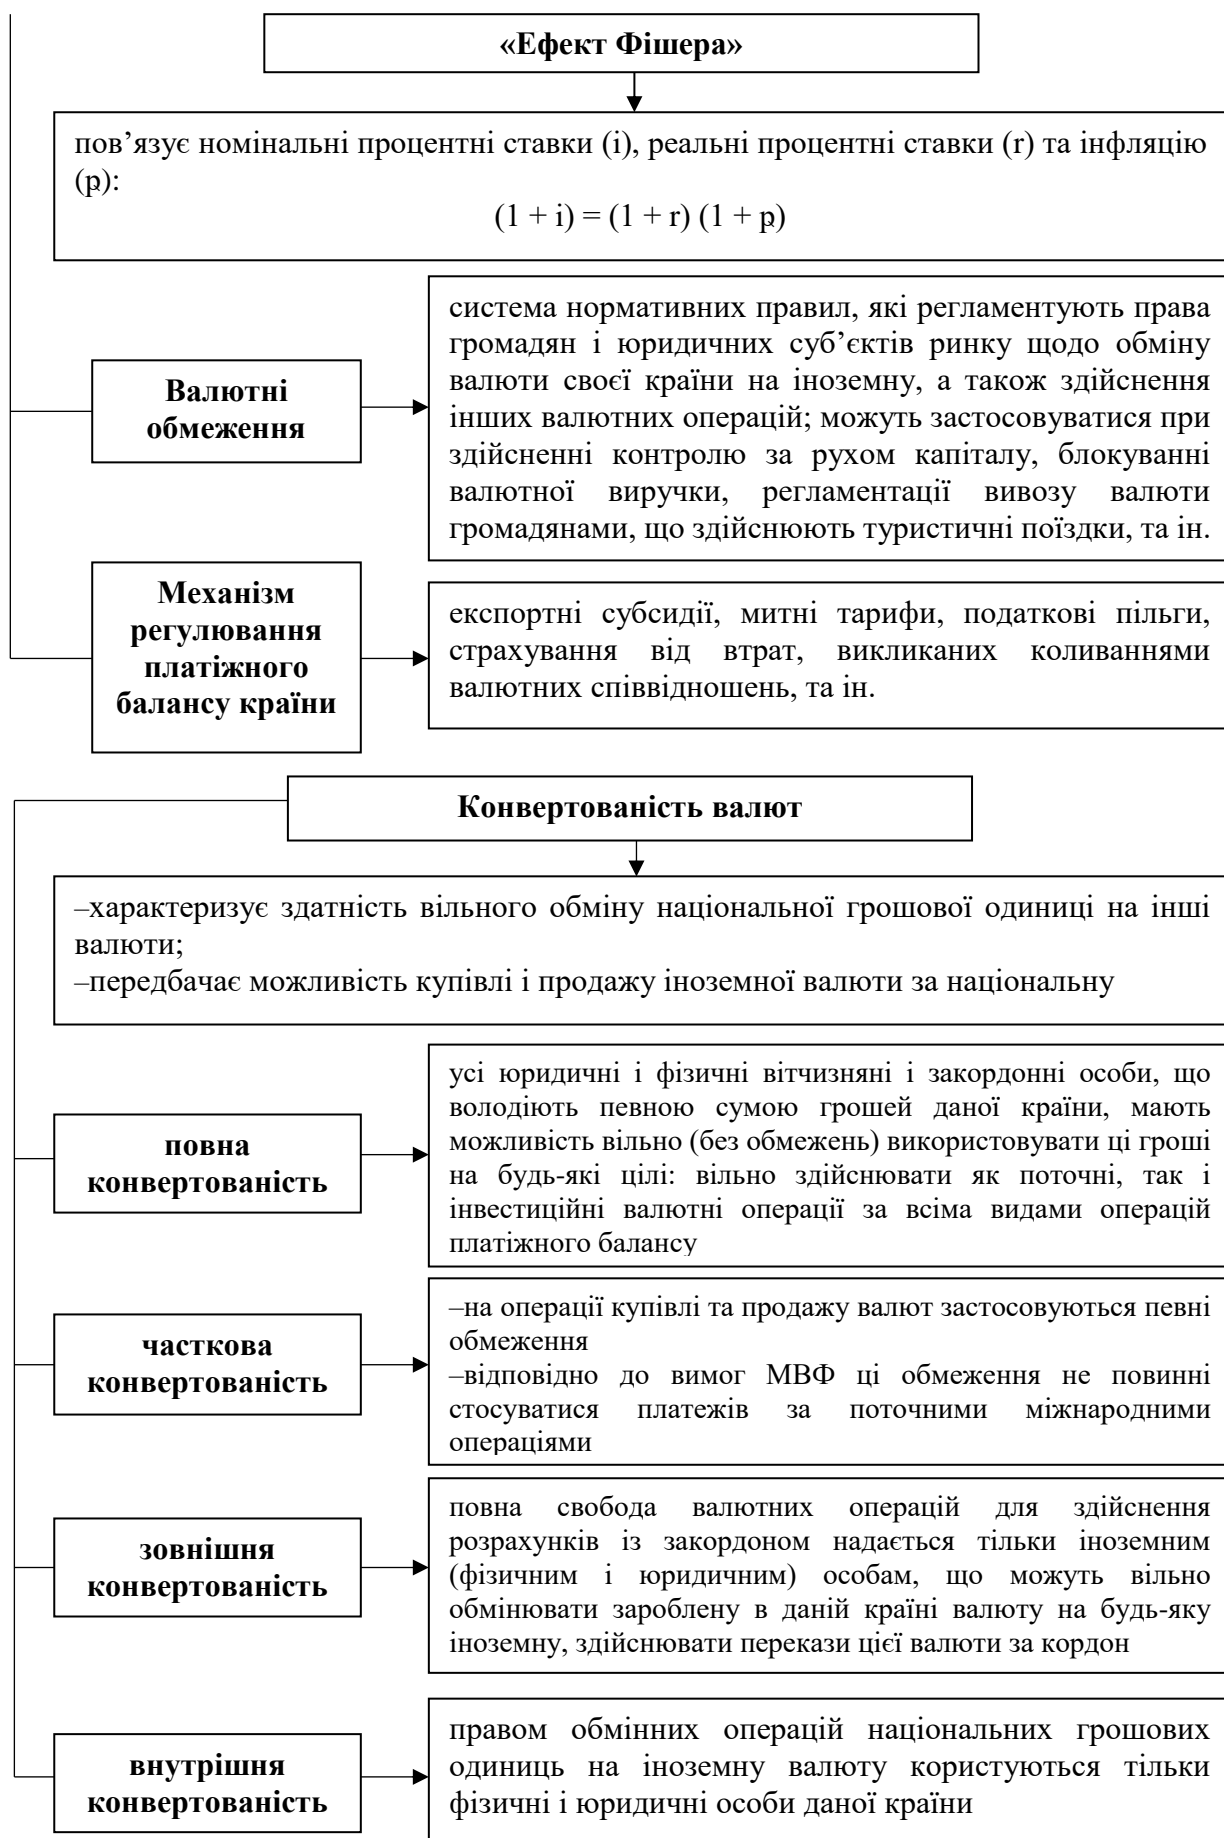 «Ефект Фішера»
пов’язує номінальні процентні ставки (i), реальні процентні ставки (r) та інфляцію
(p):
(1 + i) = (1 + r) (1 + p)
Валютні
обмеження
система нормативних правил, які регламентують права
громадян і юридичних суб’єктів ринку щодо обміну
валюти своєї країни на іноземну, а також здійснення
інших валютних операцій; можуть застосовуватися при
здійсненні контролю за рухом капіталу, блокуванні
валютної виручки, регламентації вивозу валюти
громадянами, що здійснюють туристичні поїздки, та ін.
Механізм
регулювання
платіжного
балансу країни
експортні субсидії, митні тарифи, податкові пільги,
страхування від втрат, викликаних коливаннями
валютних співвідношень, та ін.
Конвертованість валют
–характеризує здатність вільного обміну національної грошової одиниці на інші
валюти;
–передбачає можливість купівлі і продажу іноземної валюти за національну
повна
конвертованість
усі юридичні і фізичні вітчизняні і закордонні особи, що
володіють певною сумою грошей даної країни, мають
можливість вільно (без обмежень) використовувати ці гроші
на будь-які цілі: вільно здійснювати як поточні, так і
інвестиційні валютні операції за всіма видами операцій
платіжного балансу
часткова
конвертованість
–на операції купівлі та продажу валют застосовуються певні
обмеження
–відповідно до вимог МВФ ці обмеження не повинні
стосуватися платежів за поточними міжнародними
операціями
зовнішня
конвертованість
повна свобода валютних операцій для здійснення
розрахунків із закордоном надається тільки іноземним
(фізичним і юридичним) особам, що можуть вільно
обмінювати зароблену в даній країні валюту на будь-яку
іноземну, здійснювати перекази цієї валюти за кордон
внутрішня
конвертованість
правом обмінних операцій національних грошових
одиниць на іноземну валюту користуються тільки
фізичні і юридичні особи даної країни